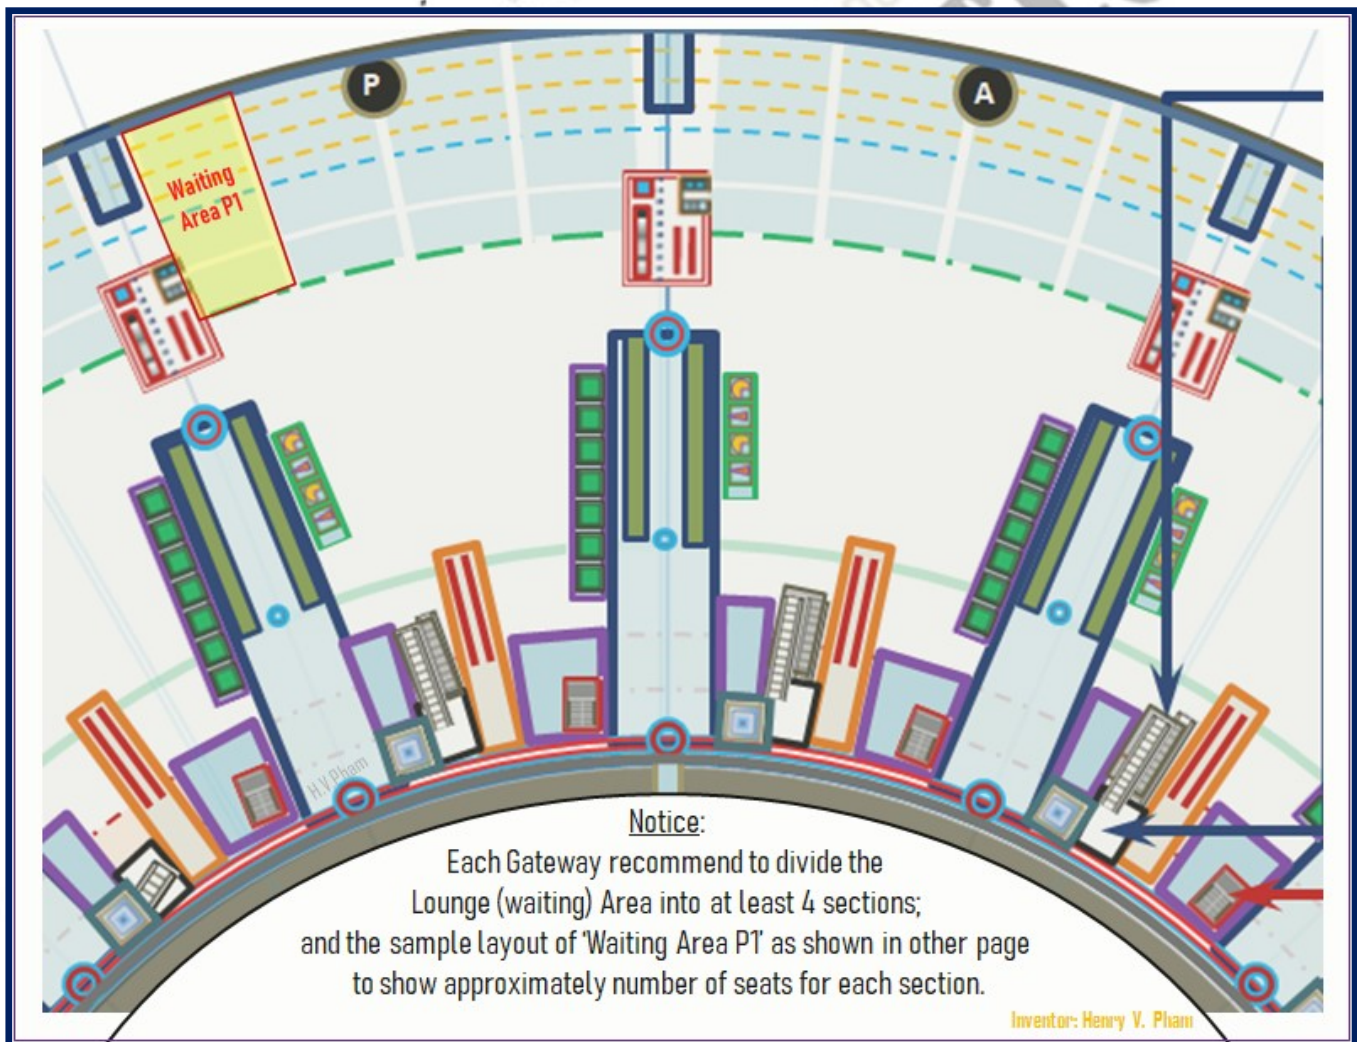 P
A
Waiting
Area P1
H.V.Pham
Notice:
Each Gateway recommend to divide the
Lounge (waiting) Area into at least 4 sections;
and the sample layout of 'Waiting Area P1' as shown in other page
to show approximately number of seats for each section.
Inventor: Henry V. Pham